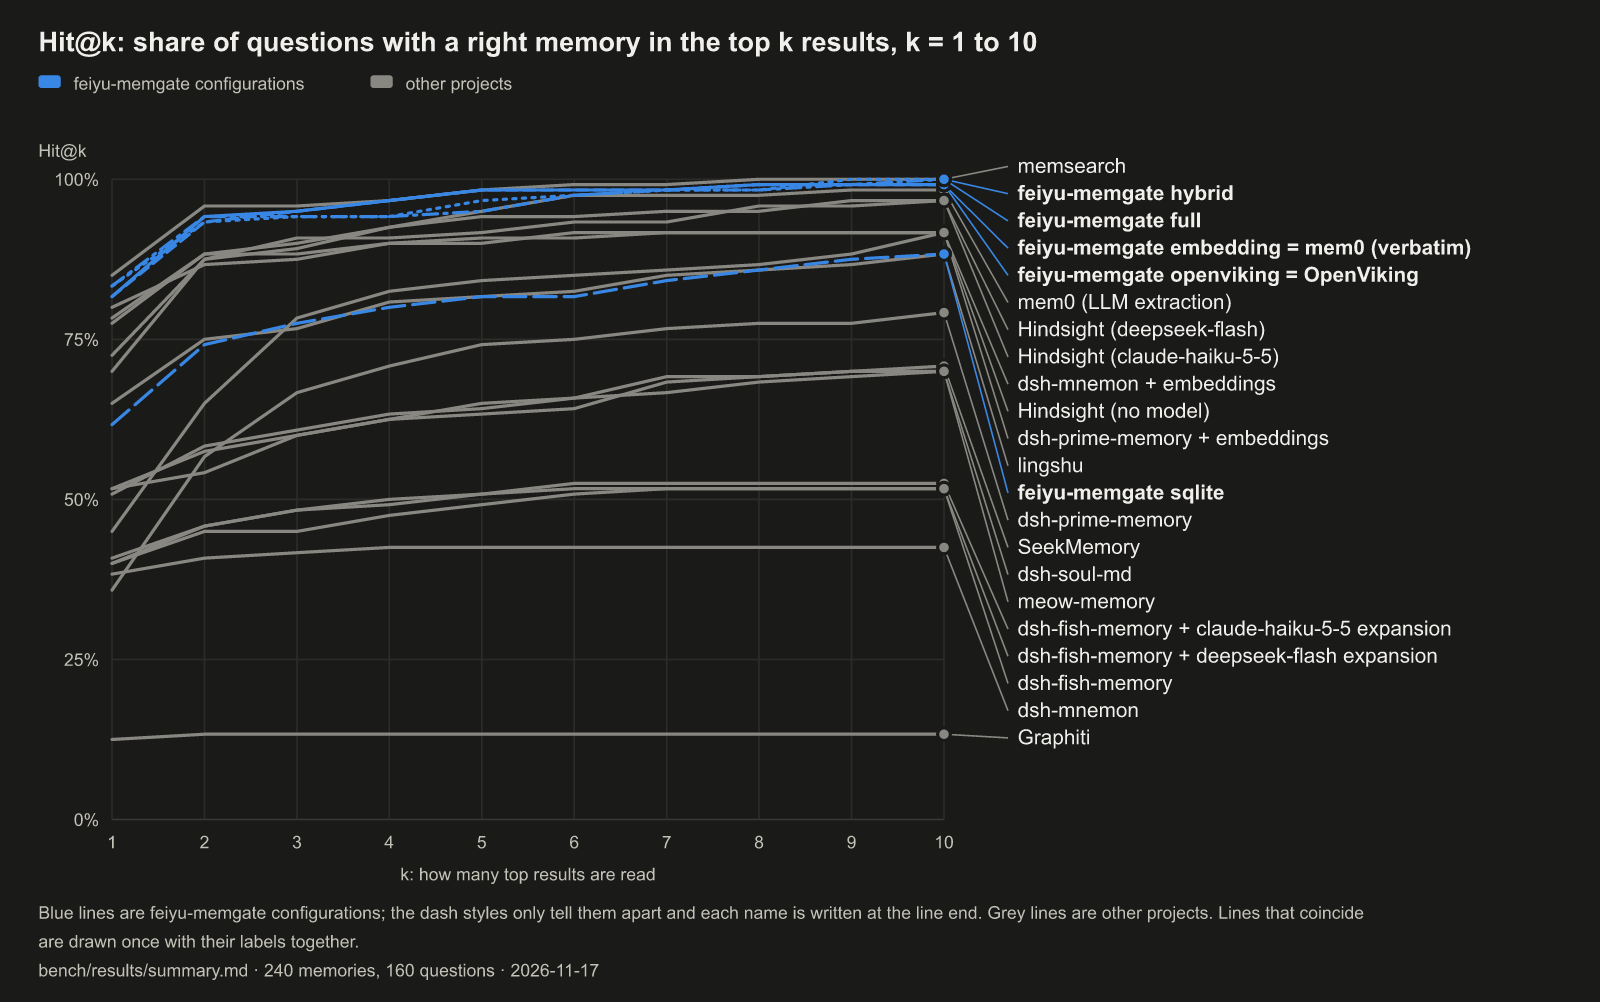 Hit@k: share of questions with a right memory in the top k results, k = 1 to 10
feiyu-memgate configurations
other projects
Hit@k
100%
75%
50%
25%
0%
1 2 3 4 5 6 7 8 9 10
k: how many top results are read
memsearch
feiyu-memgate hybrid
feiyu-memgate full
feiyu-memgate embedding = mem0 (verbatim)
feiyu-memgate openviking = OpenViking
mem0 (LLM extraction)
Hindsight (deepseek-flash)
Hindsight (claude-haiku-5-5)
dsh-mnemon + embeddings
Hindsight (no model)
dsh-prime-memory + embeddings
lingshu
feiyu-memgate sqlite
dsh-prime-memory
SeekMemory
dsh-soul-md
meow-memory
dsh-fish-memory + claude-haiku-5-5 expansion
dsh-fish-memory + deepseek-flash expansion
dsh-fish-memory
dsh-mnemon
Graphiti
Blue lines are feiyu-memgate configurations; the dash styles only tell them apart and each name is written at the line end. Grey lines are other projects. Lines that coincide
are drawn once with their labels together.
bench/results/summary.md · 240 memories, 160 questions · 2026-11-17